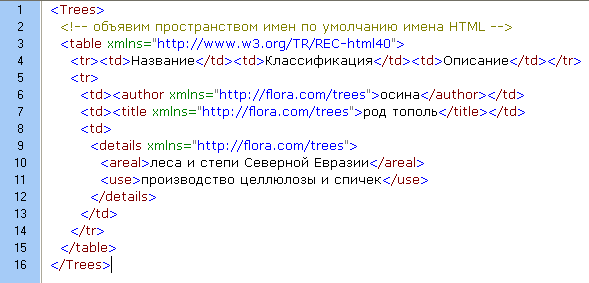 1 <Trees>
2 <!-- объявим пространством имен по умолчанию имена HTML -->
3 <table xmlns="http://www.w3.org/TR/REC-html40">
4 <tr><td>Название</td><td>Классификация</td><td>Описание</td></tr>
5 <tr>
6 <td><author xmlns="http://flora.com/trees">осина</author></td>
7 <td><title xmlns="http://flora.com/trees">род тополь</title></td>
8 <td>
9 <details xmlns="http://flora.com/trees">
10 <areal>леса и степи Северной Евразии</areal>
11 <use>производство целлюлозы и спичек</use>
12 </details>
13 </td>
14 </tr>
15 </table>
16 </Trees>